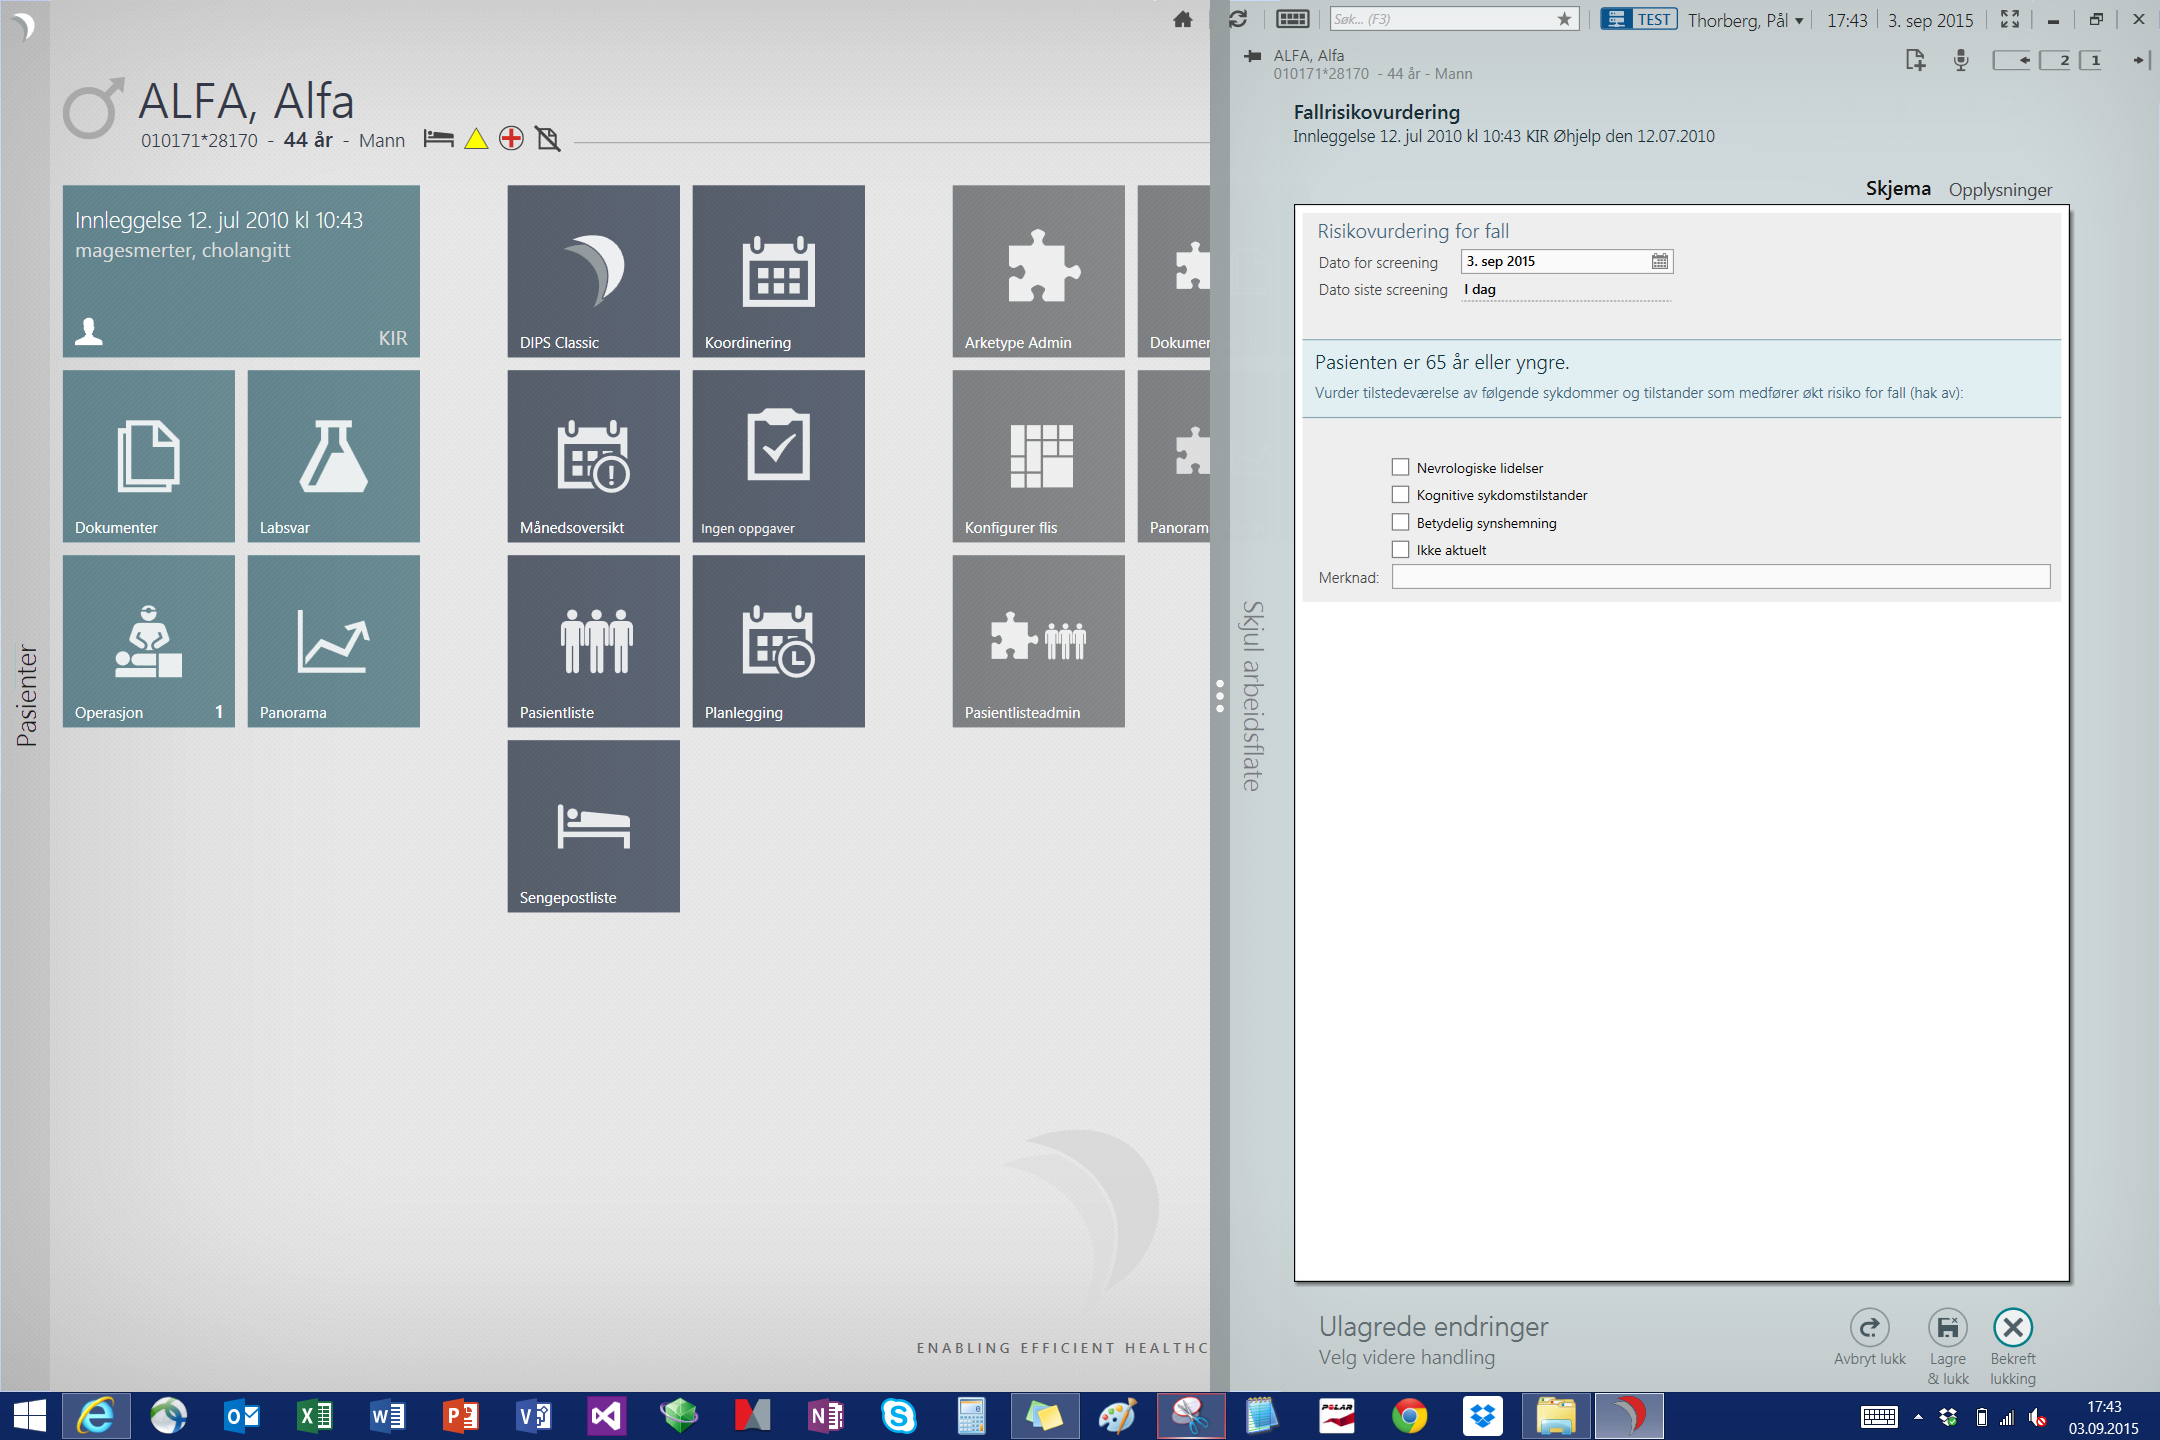 Pasienter
ALFA, Alfa
010171*28170 - 44 år - Mann
Innleggelse 12. jul 2010 kl 10:43
magesmerter, cholangitt
KIR
Dokumenter
Labsvar
Operasjon 1
Panorama
DIPS Classic
Koordinering
Månedsoversikt
Ingen oppgaver
Pasientliste
Planlegging
Sengepostliste
Arketype Admin
Dokumen
Konfigurer flis
Panoram
Pasientlisteadmin
ENABLING EFFICIENT HEALTHC
Skjul arbeidsflate
Søk... (F3)
TEST
Thorberg, Pål
17:43
3. sep 2015
ALFA, Alfa
010171*28170 - 44 år - Mann
2
1
Fallrisikovurdering
Innleggelse 12. jul 2010 kl 10:43 KIR Øhjelp den 12.07.2010
Skjema Opplysninger
Risikovurdering for fall
Dato for screening 3. sep 2015
Dato siste screening I dag
Pasienten er 65 år eller yngre.
Vurder tilstedeværelse av følgende sykdommer og tilstander som medfører økt risiko for fall (hak av):
Nevrologiske lidelser
Kognitive sykdomstilstander
Betydelig synshemning
Ikke aktuelt
Merknad:
Ulagrede endringer
Velg videre handling
Avbryt lukk
Lagre
& lukk
Bekreft
lukking
POLAR
17:43
03.09.2015